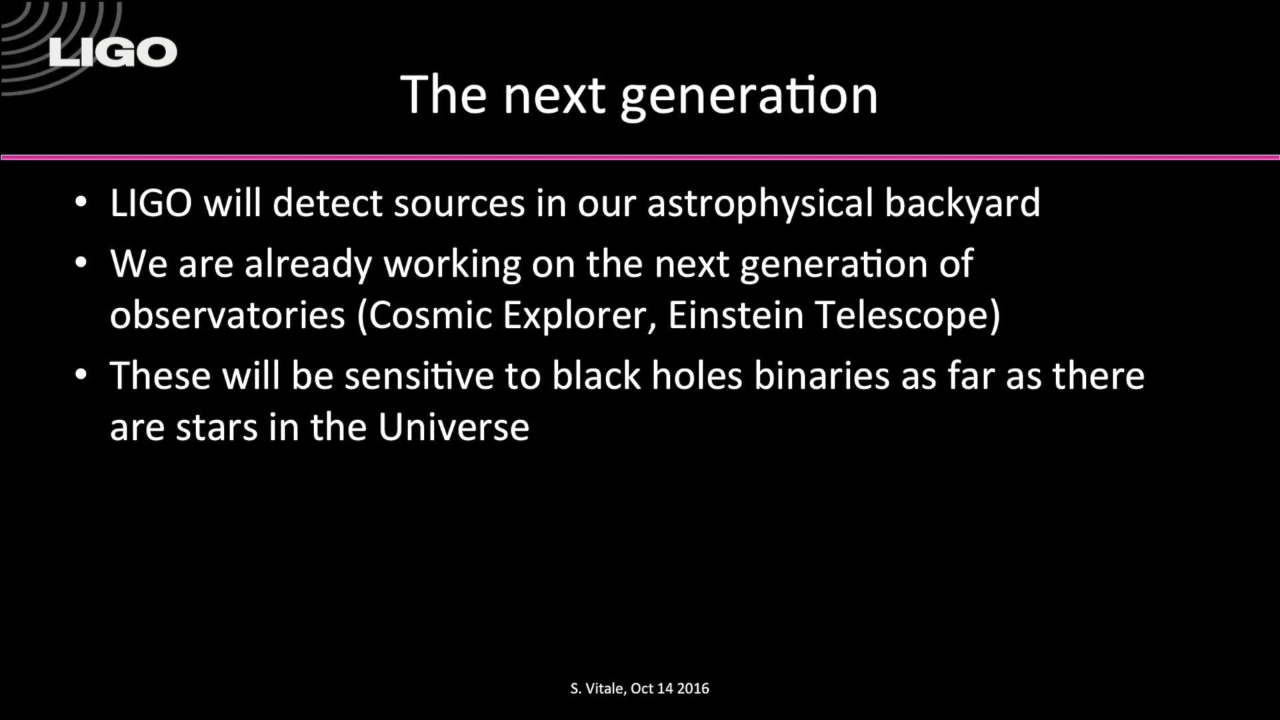 LIGO
The next generation
• LIGO will detect sources in our astrophysical backyard
• We are already working on the next generation of
observatories (Cosmic Explorer, Einstein Telescope)
• These will be sensitive to black holes binaries as far as there
are stars in the Universe
S. Vitale, Oct 14 2016